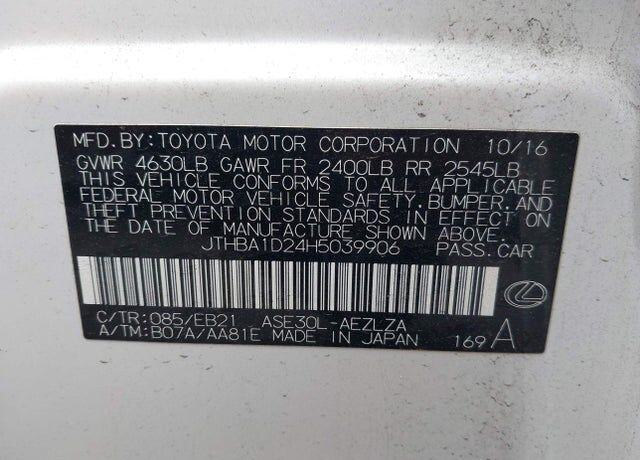 MFD.BY:TOYOTA MOTOR CORPORATION 10/16
GVWR 4630LB GAWR FR 2400LB RR 2545LB
THIS VEHICLE CONFORMS TO ALL APPLICABLE
FEDERAL MOTOR VEHICLE SAFETY, BUMPER, AND
THEFT PREVENTION STANDARDS IN EFFECT ON
THE DATE OF MANUFACTURE SHOWN ABOVE.
JTHBA1D24H5039906 PASS.CAR
C/TR:085/EB21 ASE30L-AEZLZA
A/TM:B07A/AA81E MADE IN JAPAN 169 A